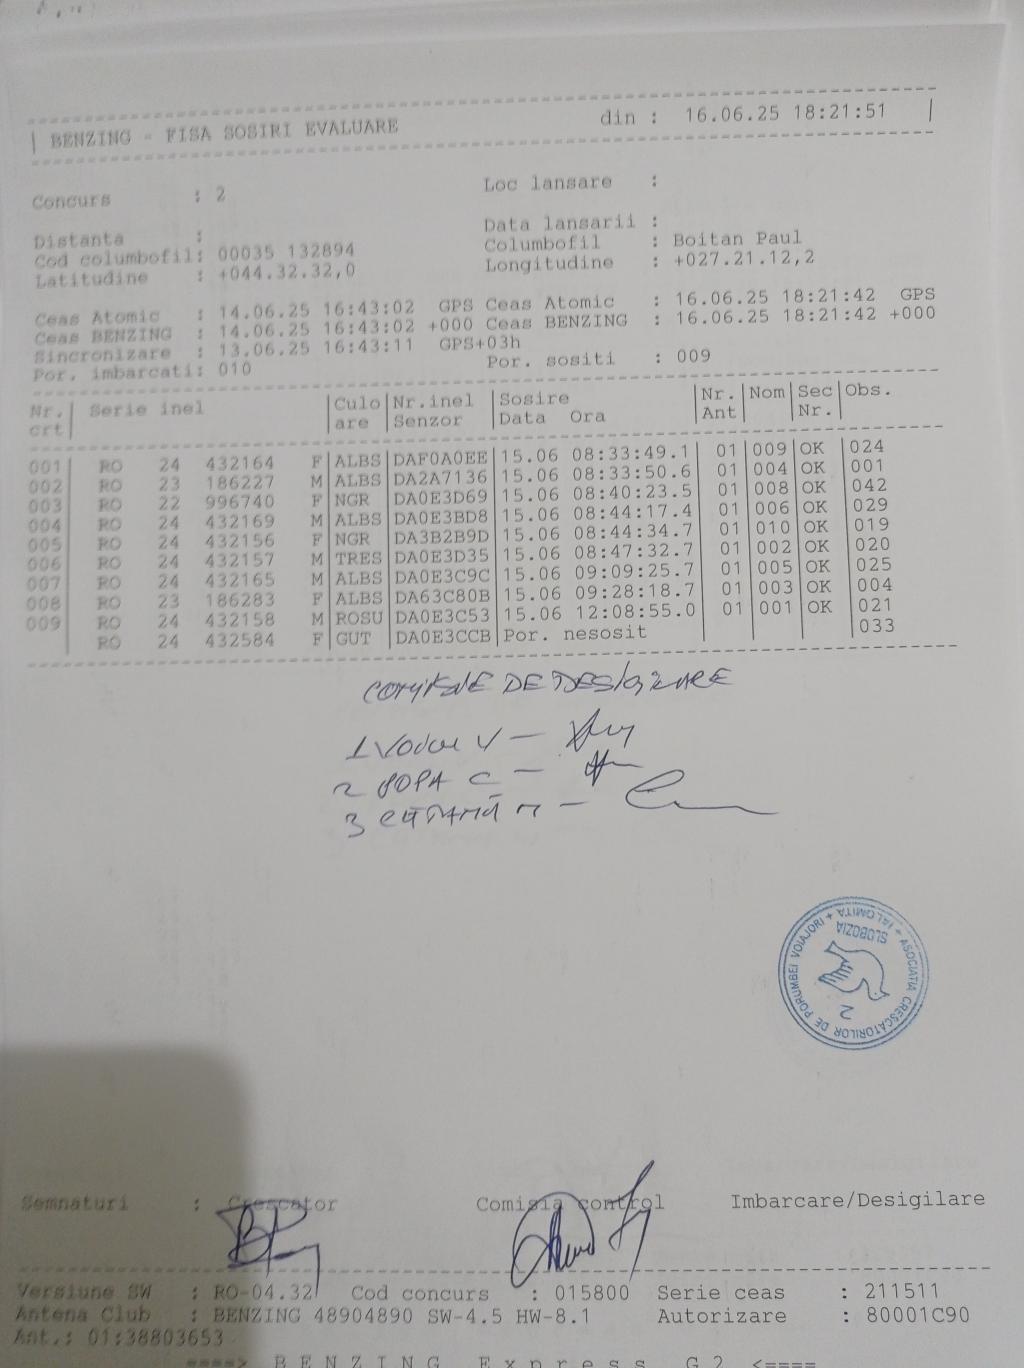 BENZING - FISA SOSIRI EVALUARE din : 16.06.25 18:21:51
Concurs : 2 Loc lansare :
Distanta : Data lansarii :
Cod columbofil: 00035 132894 Columbofil : Boitan Paul
Latitudine : +044.32.32,0 Longitudine : +027.21.12,2
Ceas Atomic : 14.06.25 16:43:02 GPS Ceas Atomic : 16.06.25 18:21:42 GPS
Ceas BENZING : 14.06.25 16:43:02 +000 Ceas BENZING : 16.06.25 18:21:42 +000
Sincronizare : 13.06.25 16:43:11 GPS+03h
Por. imbarcati: 010 Por. sositi : 009
Nr. Serie inel Culo Nr.inel Sosire Nr. Nom Sec Obs.
crt are Senzor Data Ora Ant Nr.
001 RO 24 432164 F ALBS DAF0A0EE 15.06 08:33:49.1 01 009 OK 024
002 RO 23 186227 M ALBS DA2A7136 15.06 08:33:50.6 01 004 OK 001
003 RO 22 996740 F NGR DA0E3D69 15.06 08:40:23.5 01 008 OK 042
004 RO 24 432169 M ALBS DA0E3BD8 15.06 08:44:17.4 01 006 OK 029
005 RO 24 432156 F NGR DA3B2B9D 15.06 08:44:34.7 01 010 OK 019
006 RO 24 432157 M TRES DA0E3D35 15.06 08:47:32.7 01 002 OK 020
007 RO 24 432165 M ALBS DA0E3C9C 15.06 09:09:25.7 01 005 OK 025
008 RO 23 186283 F ALBS DA63C80B 15.06 09:28:18.7 01 003 OK 004
009 RO 24 432158 M ROSU DA0E3C53 15.06 12:08:55.0 01 001 OK 021
RO 24 432584 F GUT DA0E3CCB Por. nesosit 033
DE DESIGILARE
1
2 POPA C -
3
ASOCIATIA CRESCATORILOR DE PORUMBEI VOIAJORI + IALOMITA +
SLOBOZIA
2
Semnaturi : Crescator Comisia control Imbarcare/Desigilare
Versiune SW : RO-04.32 Cod concurs : 015800 Serie ceas : 211511
Antena Club : BENZING 48904890 SW-4.5 HW-8.1 Autorizare : 80001C90
Ant.: 01:38803653
====> B E N Z I N G E x p r e s s G 2 <====